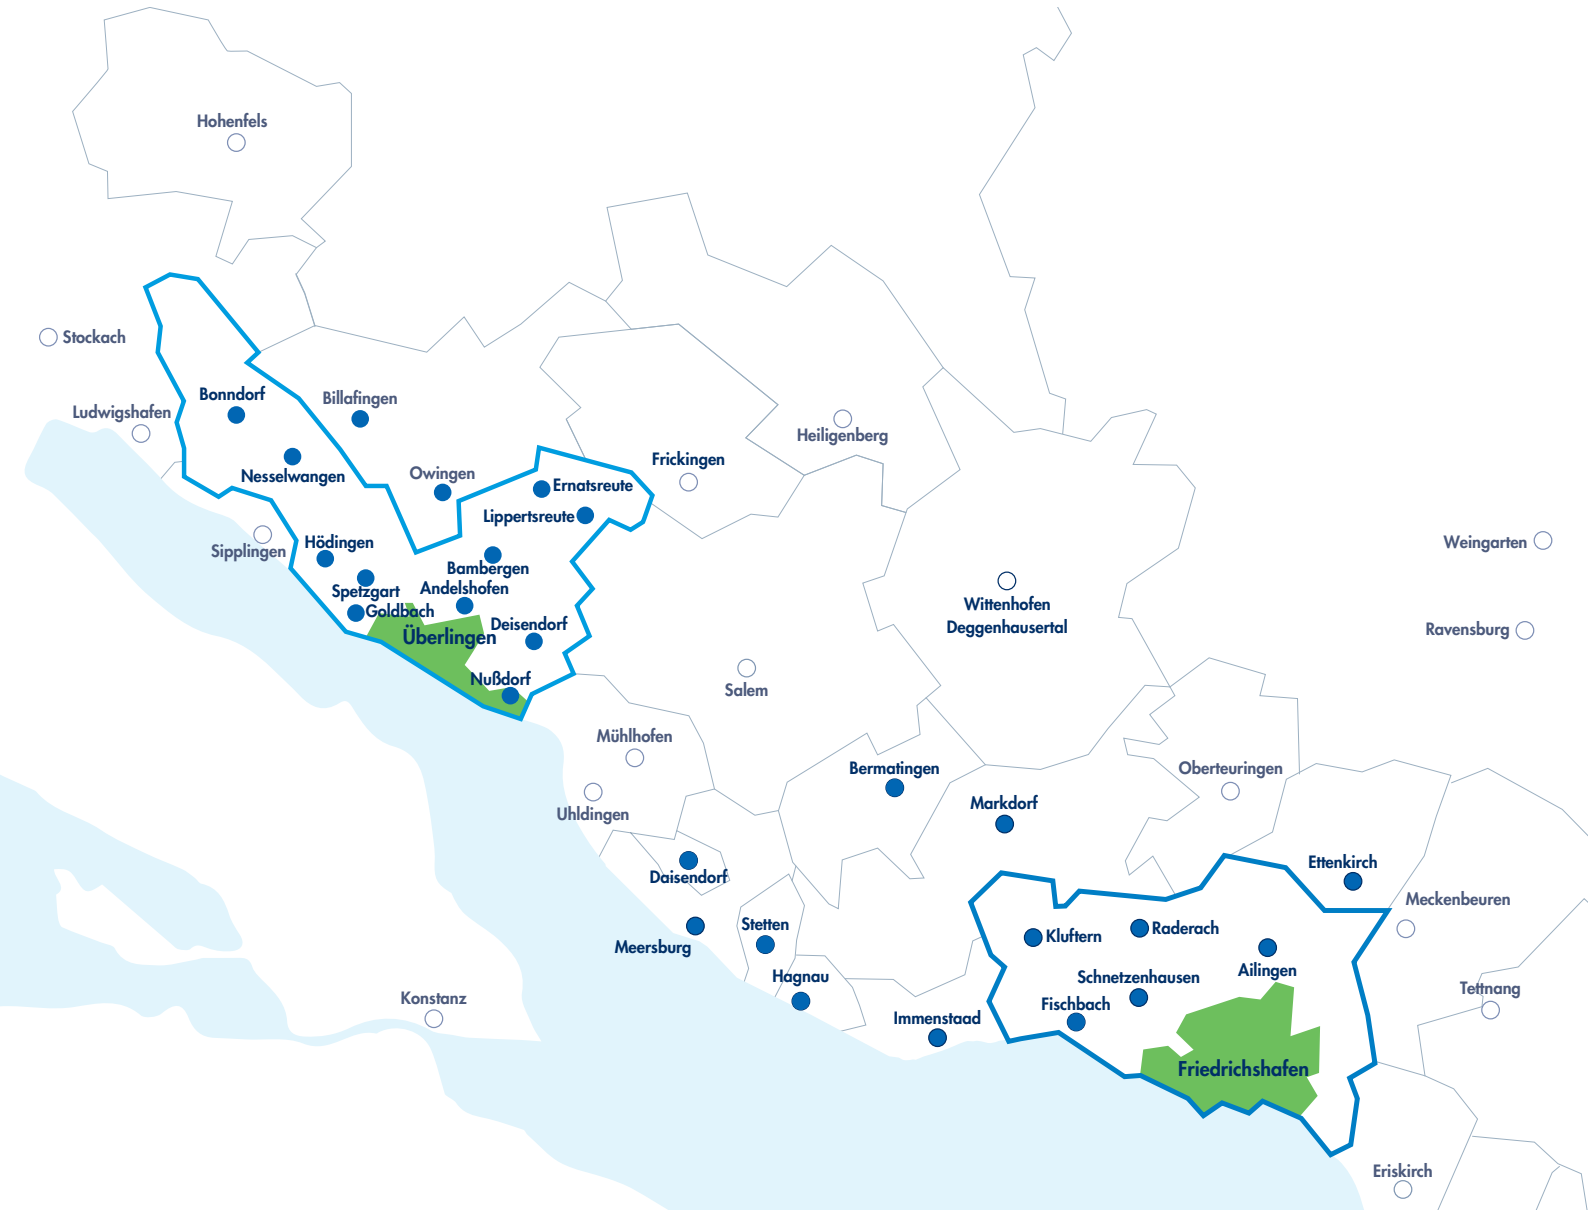 Hohenfels
Stockach
Bonndorf
Billafingen
Ludwigshafen
Heiligenberg
Frickingen
Owingen
Nesselwangen
Ernatsreute
Lippertsreute
Sipplingen
Hödingen
Weingarten
Bambergen
Spetzgart
Andelshofen
Wittenhofen
Deggenhausertal
Goldbach
Deisendorf
Überlingen
Ravensburg
Nußdorf
Salem
Mühlhofen
Bermatingen
Oberteuringen
Markdorf
Uhldingen
Ettenkirch
Daisendorf
Meckenbeuren
Stetten
Raderach
Kluftern
Meersburg
Ailingen
Hagnau
Schnetzenhausen
Tettnang
Konstanz
Fischbach
Immenstaad
Friedrichshafen
Eriskirch